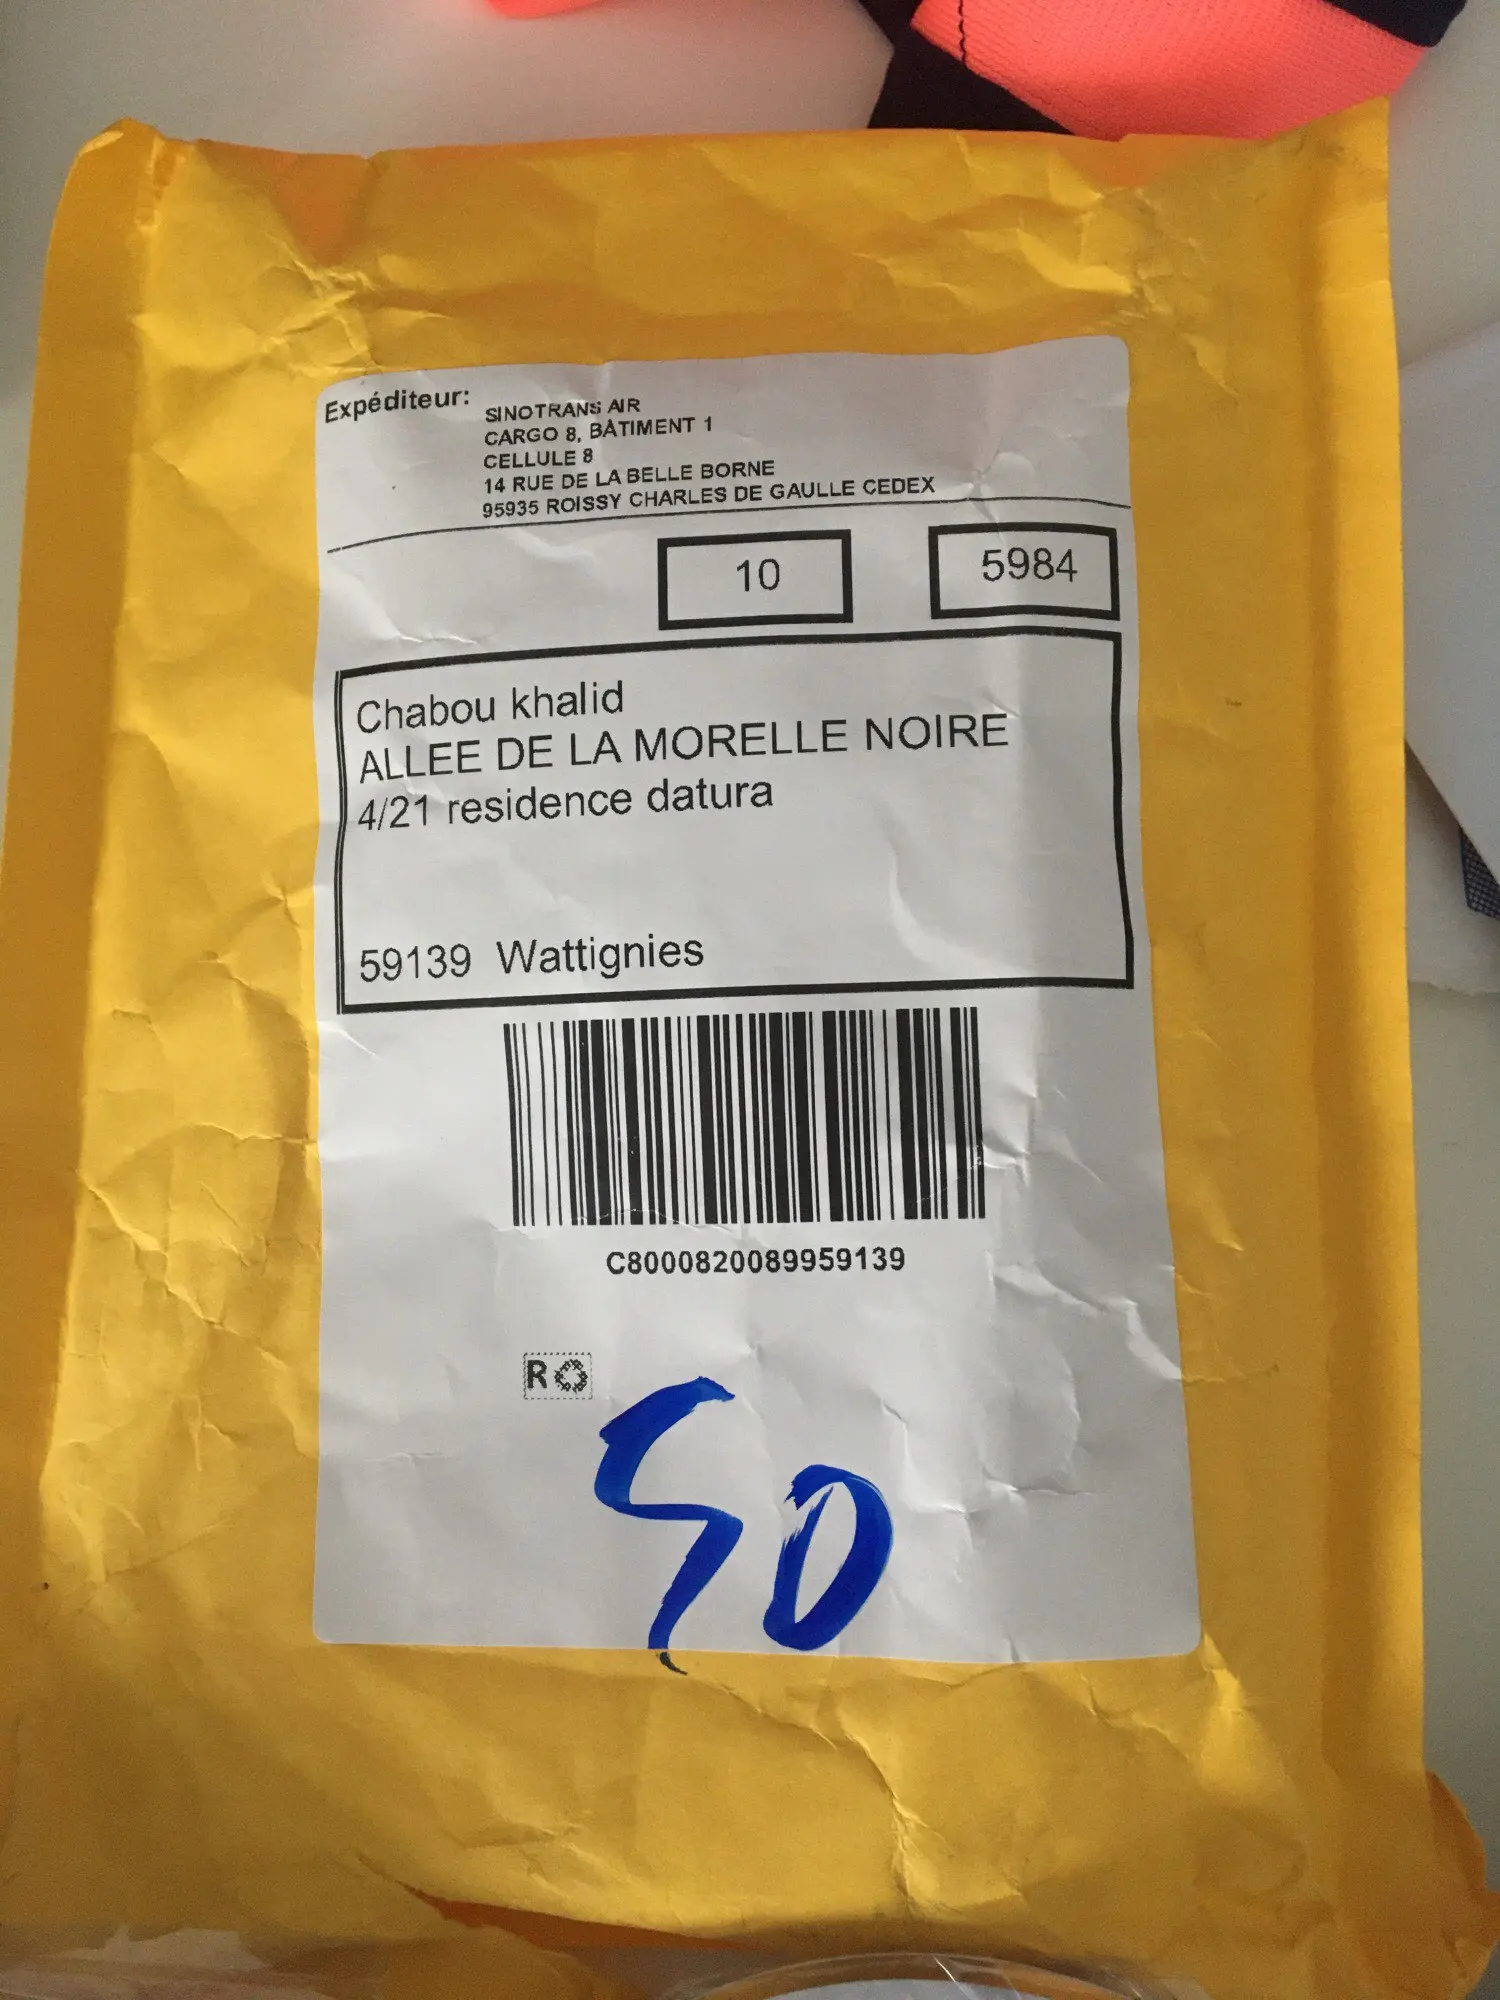 Expéditeur:
SINOTRANS AIR
CARGO 8, BÂTIMENT 1
CELLULE 8
14 RUE DE LA BELLE BORNE
95935 ROISSY CHARLES DE GAULLE CEDEX
10
5984
Chabou khalid
ALLEE DE LA MORELLE NOIRE
4/21 residence datura
59139 Wattignies
C8000820089959139
R
50